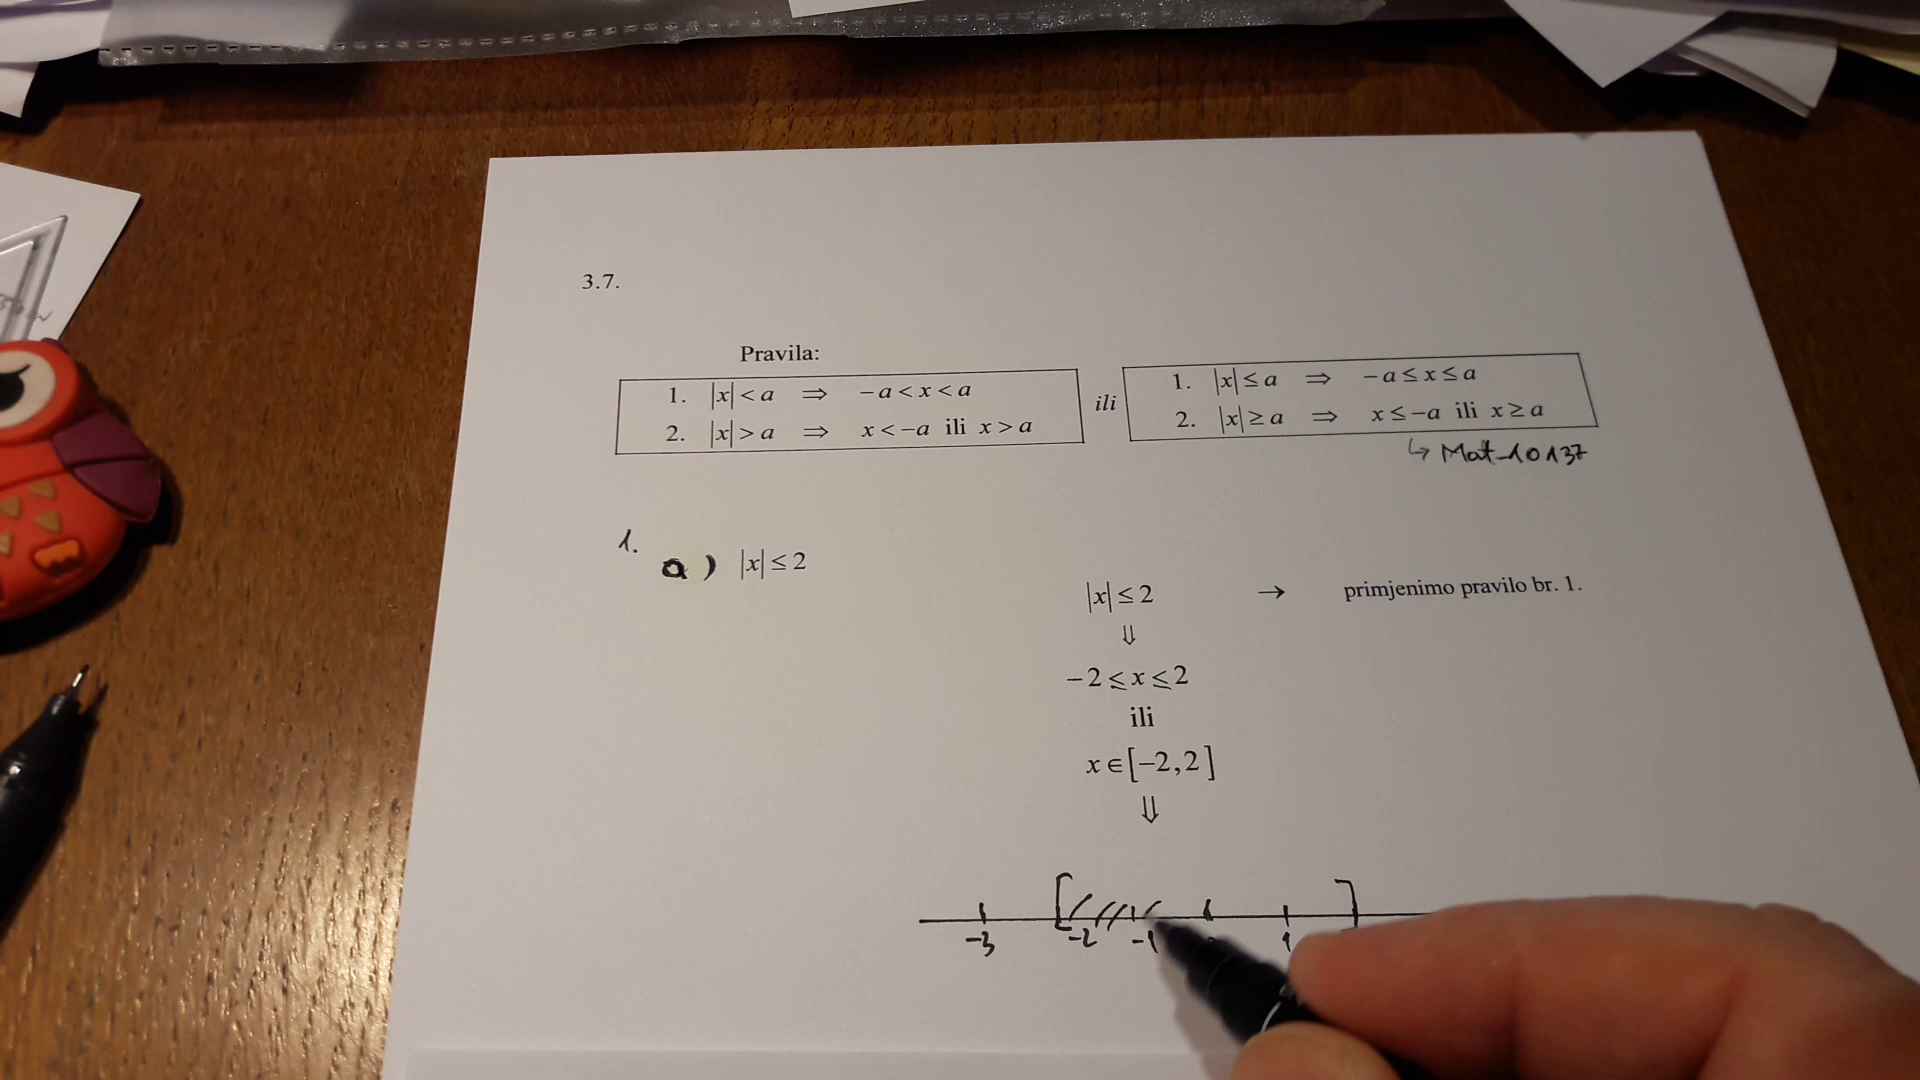 3.7.
Pravila:
1. |x| < a ⇒ −a < x < a
2. |x| > a ⇒ x < −a ili x > a
ili
1. |x| ≤ a ⇒ −a ≤ x ≤ a
2. |x| ≥ a ⇒ x ≤ −a ili x ≥ a
↳ Mat-10137
1.
a) |x| ≤ 2
|x| ≤ 2 → primjenimo pravilo br. 1.
⇓
−2 ≤ x ≤ 2
ili
x ∈ [−2,2]
⇓
−3 −2 −1 1